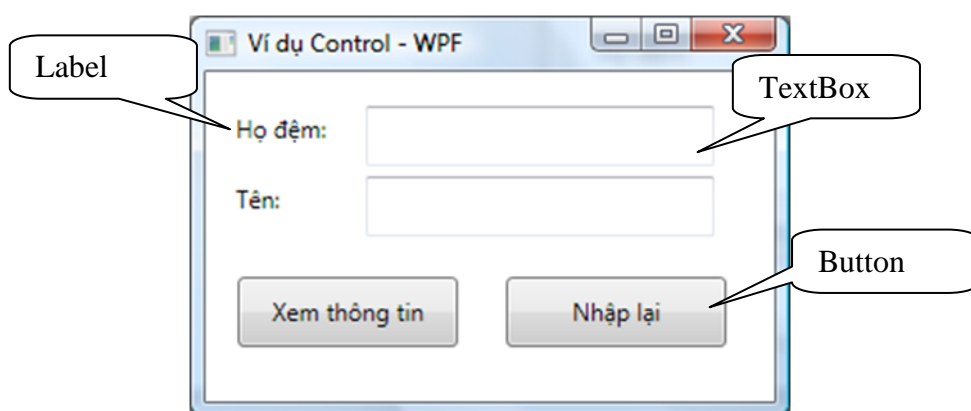 Ví dụ Control - WPF
Label
TextBox
Họ đệm:
Tên:
Button
Xem thông tin
Nhập lại